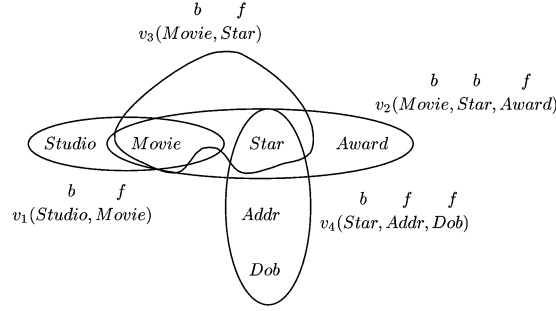 b f
v3(Movie, Star)
b b f
v2(Movie, Star, Award)
Studio Movie Star Award
b f
v1(Studio, Movie)
b f f
v4(Star, Addr, Dob)
Addr
Dob